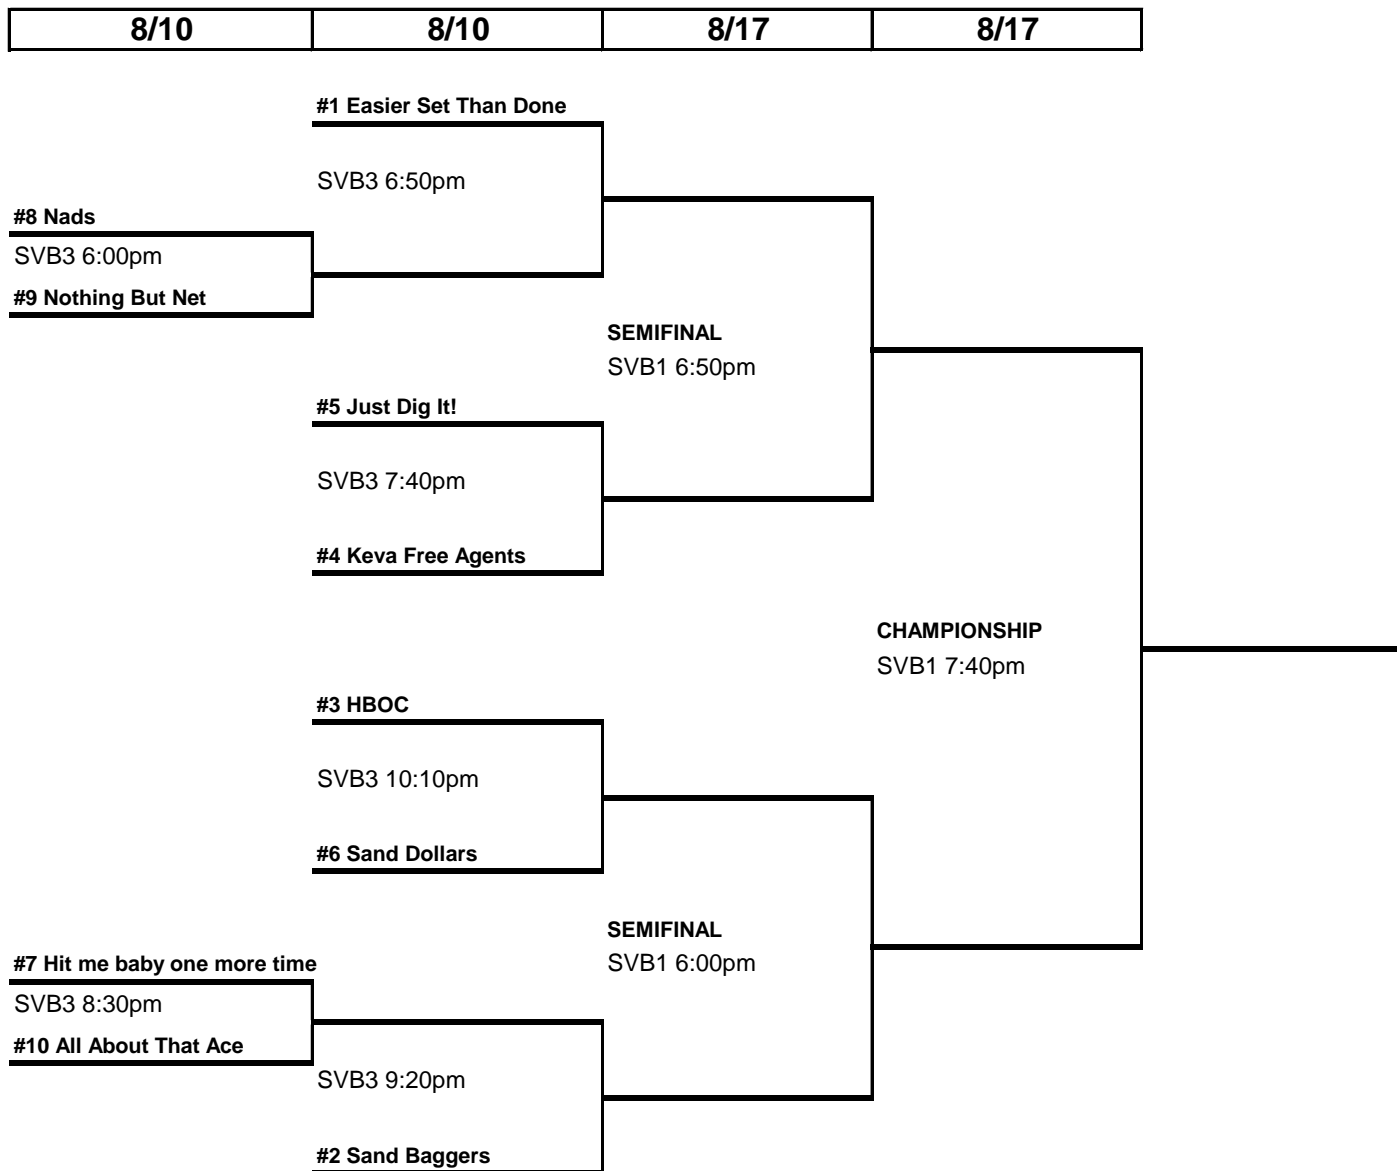 8/10 8/10 8/17 8/17
#1 Easier Set Than Done
SVB3 6:50pm
#8 Nads
SVB3 6:00pm
#9 Nothing But Net
SEMIFINAL
SVB1 6:50pm
#5 Just Dig It!
SVB3 7:40pm
#4 Keva Free Agents
CHAMPIONSHIP
SVB1 7:40pm
#3 HBOC
SVB3 10:10pm
#6 Sand Dollars
SEMIFINAL
SVB1 6:00pm
#7 Hit me baby one more time
SVB3 8:30pm
#10 All About That Ace
SVB3 9:20pm
#2 Sand Baggers